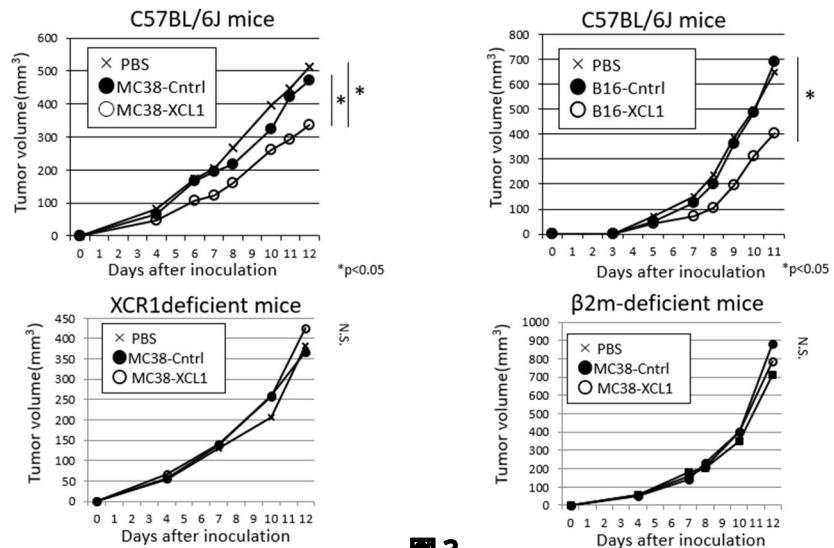 C57BL/6J mice
Tumor volume(mm³)
600
500
400
300
200
100
0
× PBS
●MC38-Cntrl
○MC38-XCL1
* *
0 1 2 3 4 5 6 7 8 9 10 11 12
Days after inoculation
*p<0.05
C57BL/6J mice
Tumor volume(mm³)
800
700
600
500
400
300
200
100
0
× PBS
● B16-Cntrl
○ B16-XCL1
*
0 1 2 3 4 5 6 7 8 9 10 11
Days after inoculation
*p<0.05
XCR1deficient mice
Tumor volume(mm³)
450
400
350
300
250
200
150
100
50
0
× PBS
●MC38-Cntrl
○ MC38-XCL1
N.S.
0 1 2 3 4 5 6 7 8 9 10 11 12
Days after inoculation
β2m-deficient mice
Tumor volume(mm³)
1000
900
800
700
600
500
400
300
200
100
0
× PBS
● MC38-Cntrl
○ MC38-XCL1
N.S.
0 1 2 3 4 5 6 7 8 9 10 11 12
Days after inoculation